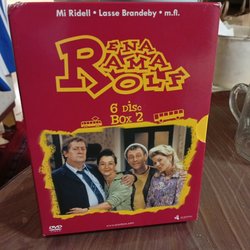 Mi Ridell • Lasse Brandeby • m.fl.
RENA
RAMA
ROLF
6 disc
Box 2
DVD